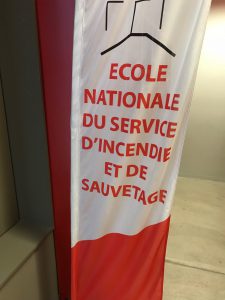 ECOLE
NATIONALE
DU SERVICE
D'INCENDIE
ET DE
SAUVETAGE